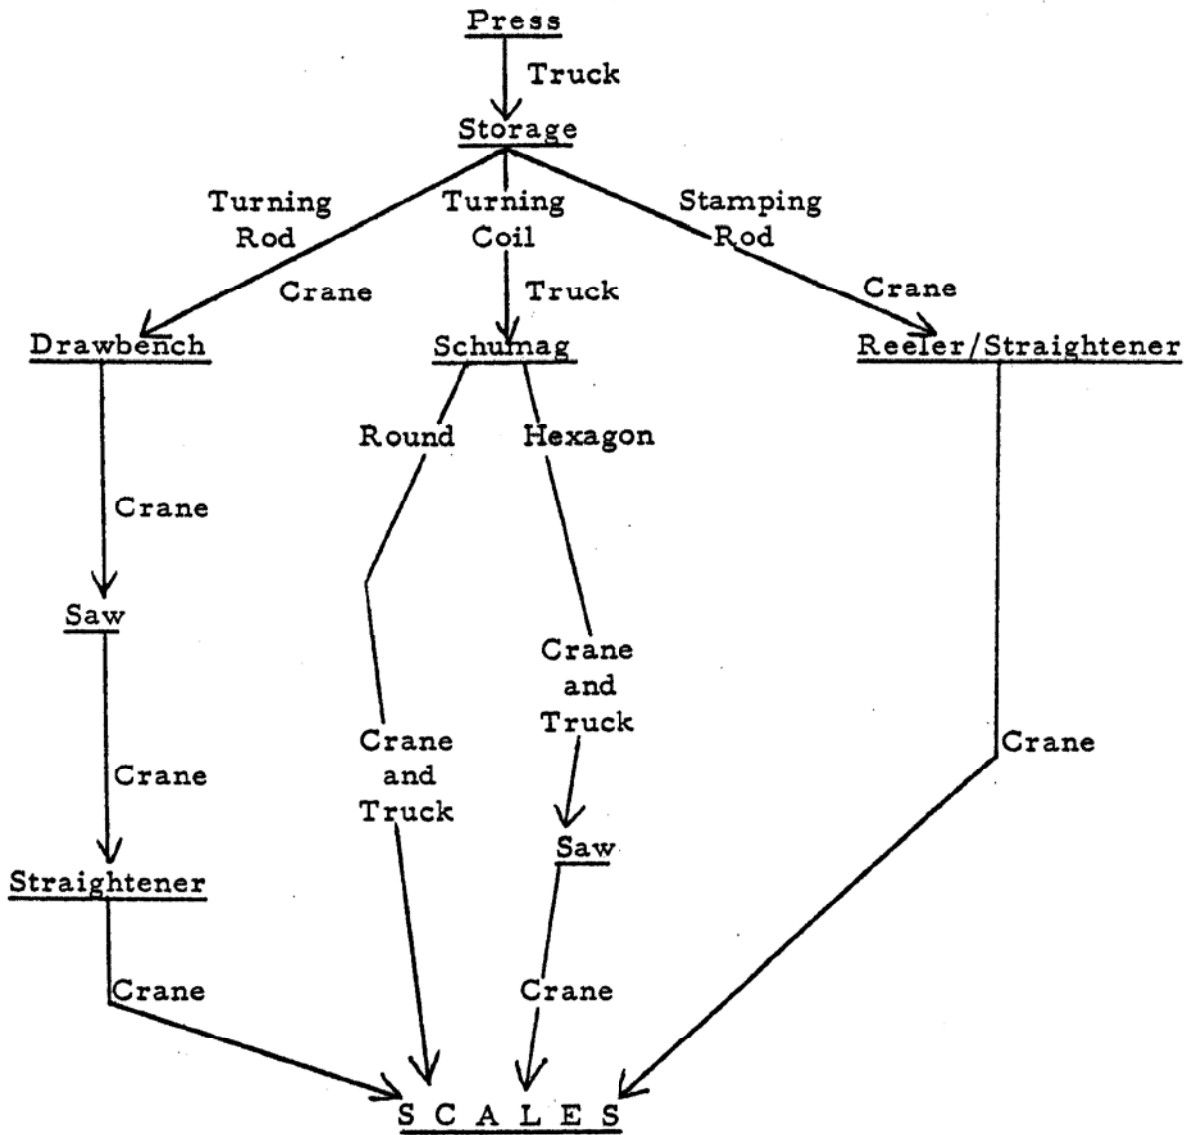 Press
Truck
Storage
Turning
Rod
Crane
Turning
Coil
Truck
Stamping
Rod
Crane
Drawbench
Schumag
Reeler/Straightener
Round
Hexagon
Crane
Saw
Crane
and
Truck
Crane
and
Truck
Crane
Crane
Saw
Straightener
Crane
Crane
SCALES